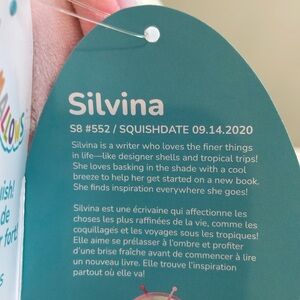 Silvina
S8 #552 / SQUISHDATE 09.14.2020
Silvina is a writer who loves the finer things
in life—like designer shells and tropical trips!
She loves basking in the shade with a cool
breeze to help her get started on a new book.
She finds inspiration everywhere she goes!
Silvina est une écrivaine qui affectionne les
choses les plus raffinées de la vie, comme les
coquillagés et les voyages sous les tropiques!
Elle aime se prélasser à l'ombre et profiter
d'une brise fraîche avant de commencer à lire
un nouveau livre. Elle trouve l'inspiration
partout où elle va!